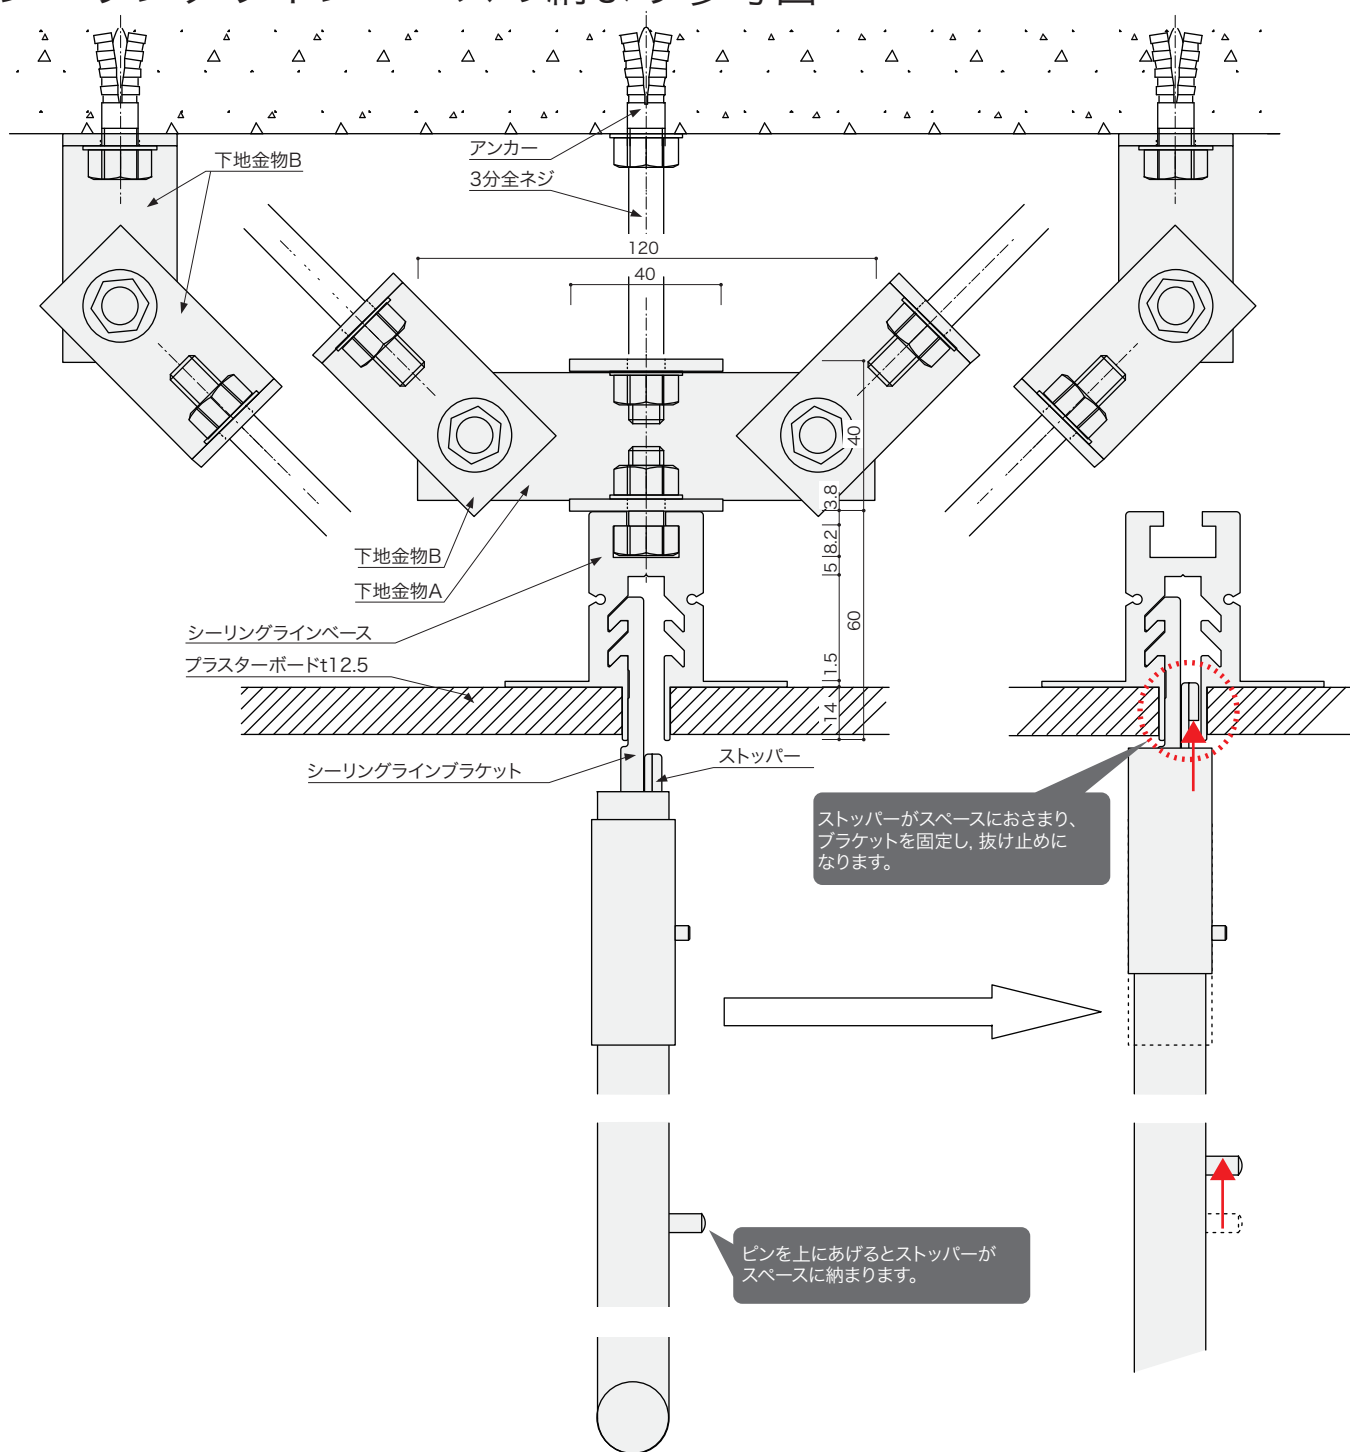 アンカー
下地金物B
3分全ネジ
120
40
40
3.8
8.2
5
下地金物B
下地金物A
60
シーリングラインベース
プラスターボードt12.5
1.5
14
シーリングラインブラケット
ストッパー
ストッパーがスペースにおさまり、
ブラケットを固定し, 抜け止めに
なります。
ピンを上にあげるとストッパーが
スペースに納まります。